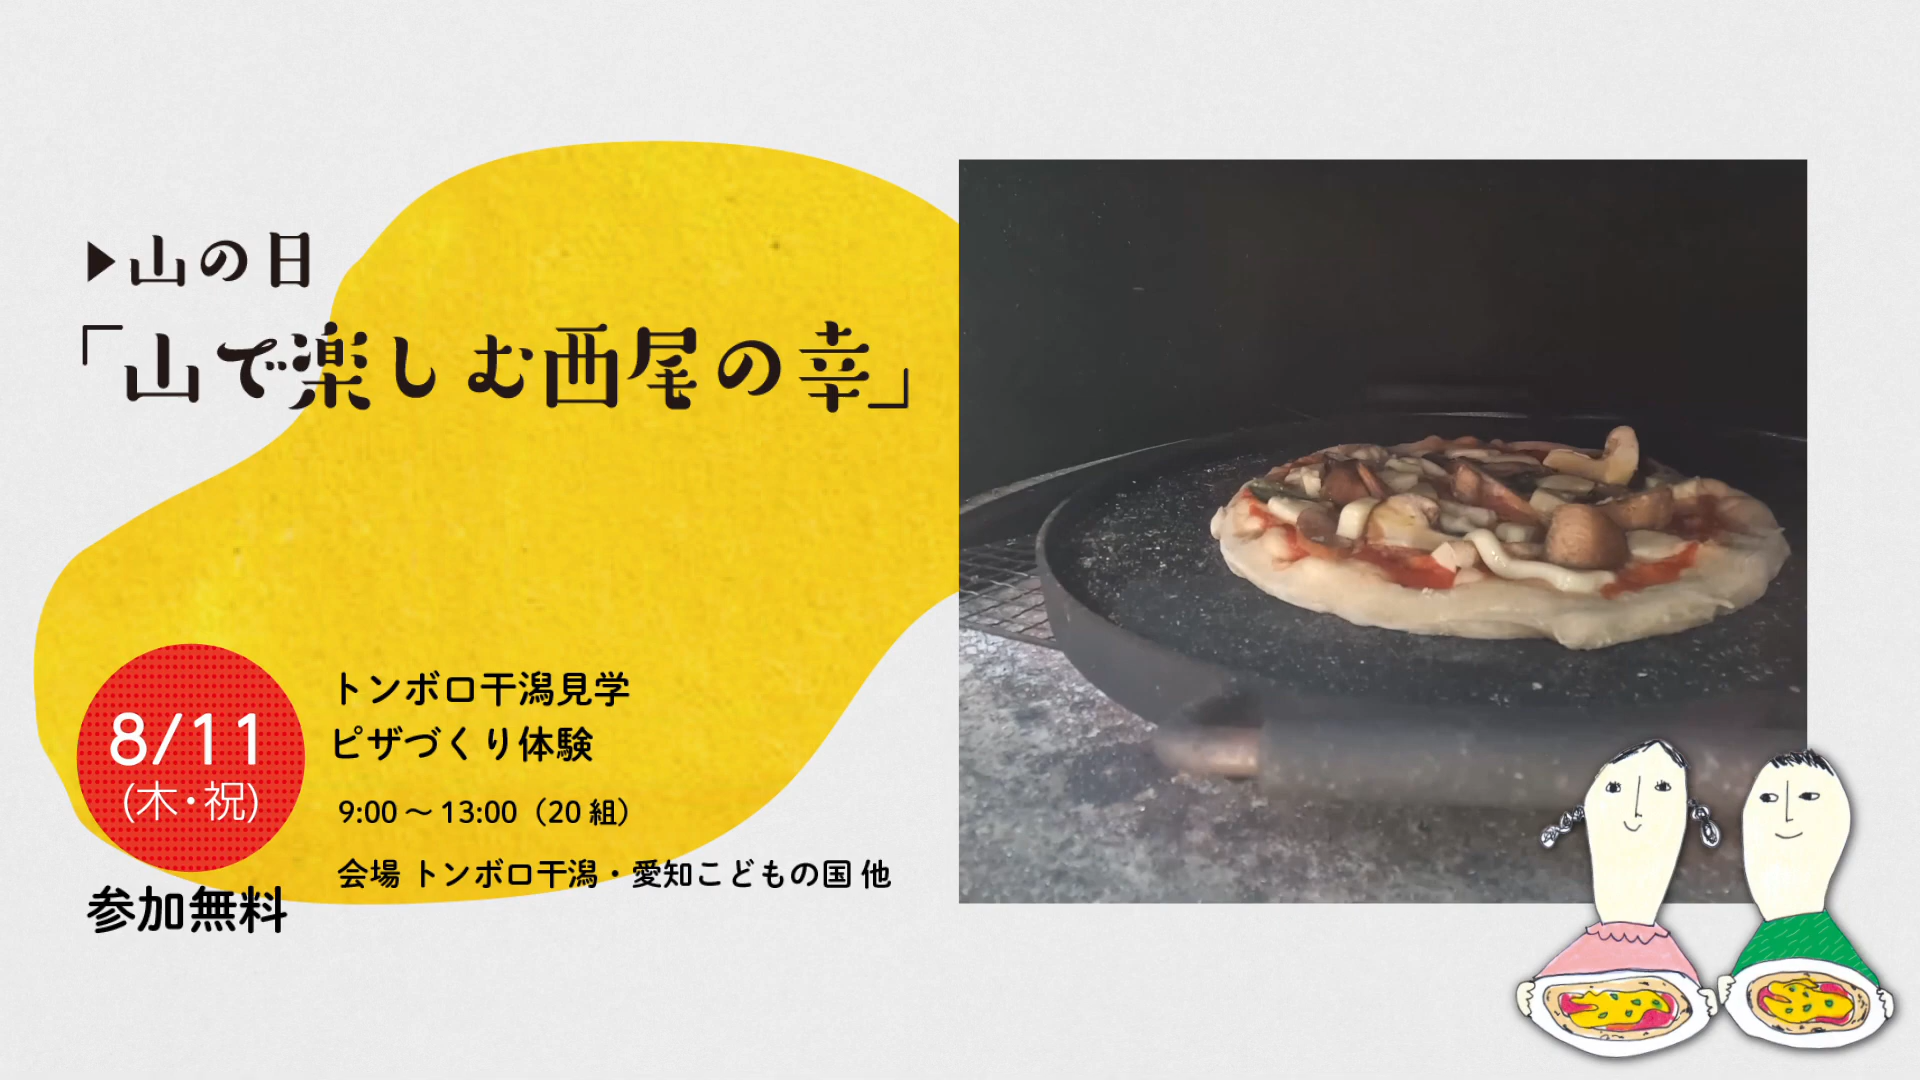 ▶山の日
「山で楽しむ西尾の幸」
8/11
(木・祝)
参加無料
トンボロ干潟見学
ピザづくり体験
9:00 〜 13:00（20 組）
会場 トンボロ干潟・愛知こどもの国 他